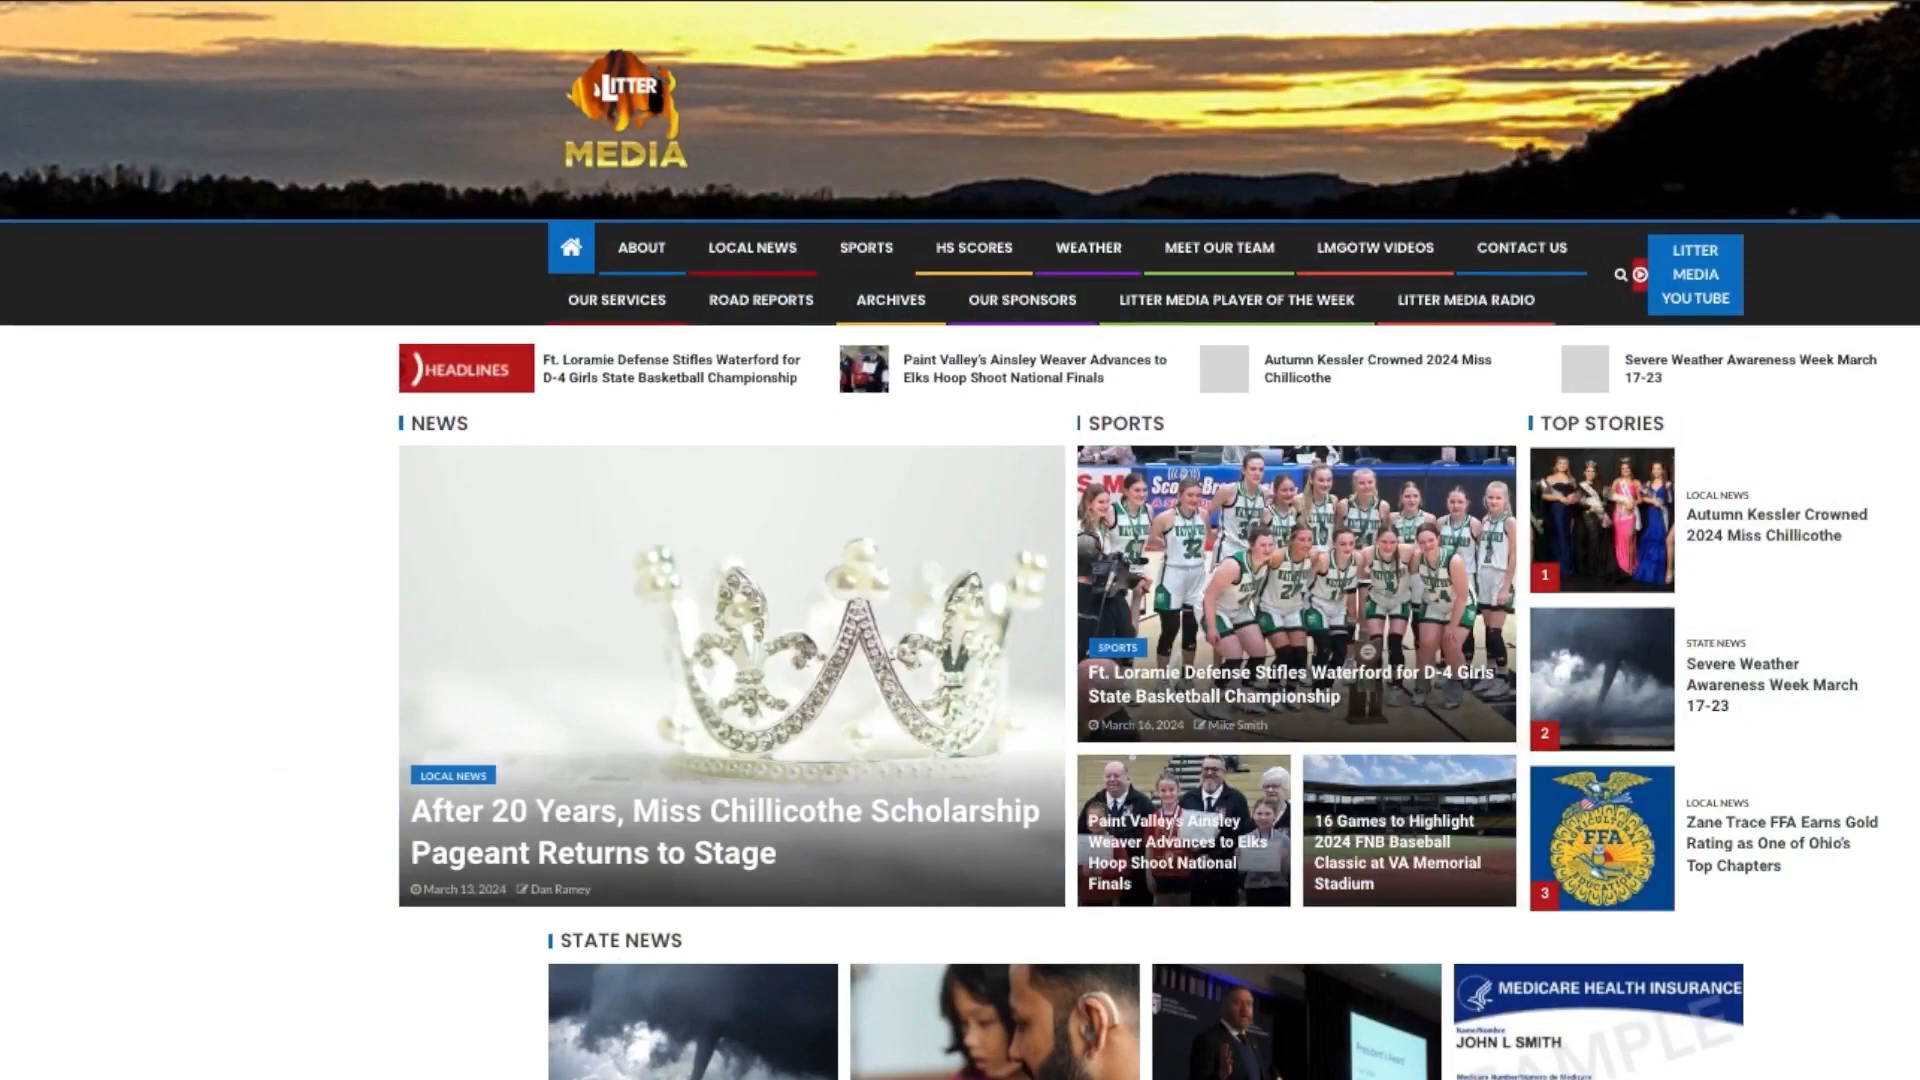 LITTER
MEDIA
ABOUT
LOCAL NEWS
SPORTS
HS SCORES
WEATHER
MEET OUR TEAM
LMGOTW VIDEOS
CONTACT US
OUR SERVICES
ROAD REPORTS
ARCHIVES
OUR SPONSORS
LITTER MEDIA PLAYER OF THE WEEK
LITTER MEDIA RADIO
LITTER
MEDIA
YOU TUBE
HEADLINES
Ft. Loramie Defense Stifles Waterford for
D-4 Girls State Basketball Championship
Paint Valley's Ainsley Weaver Advances to
Elks Hoop Shoot National Finals
Autumn Kessler Crowned 2024 Miss
Chillicothe
Severe Weather Awareness Week March
17-23
NEWS
LOCAL NEWS
After 20 Years, Miss Chillicothe Scholarship
Pageant Returns to Stage
March 13, 2024 Dan Ramey
SPORTS
SPORTS
Ft. Loramie Defense Stifles Waterford for D-4 Girls
State Basketball Championship
March 16, 2024 Mike Smith
Paint Valley's Ainsley
Weaver Advances to Elks
Hoop Shoot National
Finals
16 Games to Highlight
2024 FNB Baseball
Classic at VA Memorial
Stadium
TOP STORIES
1
LOCAL NEWS
Autumn Kessler Crowned
2024 Miss Chillicothe
2
STATE NEWS
Severe Weather
Awareness Week March
17-23
FFA
3
LOCAL NEWS
Zane Trace FFA Earns Gold
Rating as One of Ohio's
Top Chapters
STATE NEWS
President's Award
MEDICARE HEALTH INSURANCE
Name/Nombre
JOHN L SMITH
Medicare Number/Número de Medicare